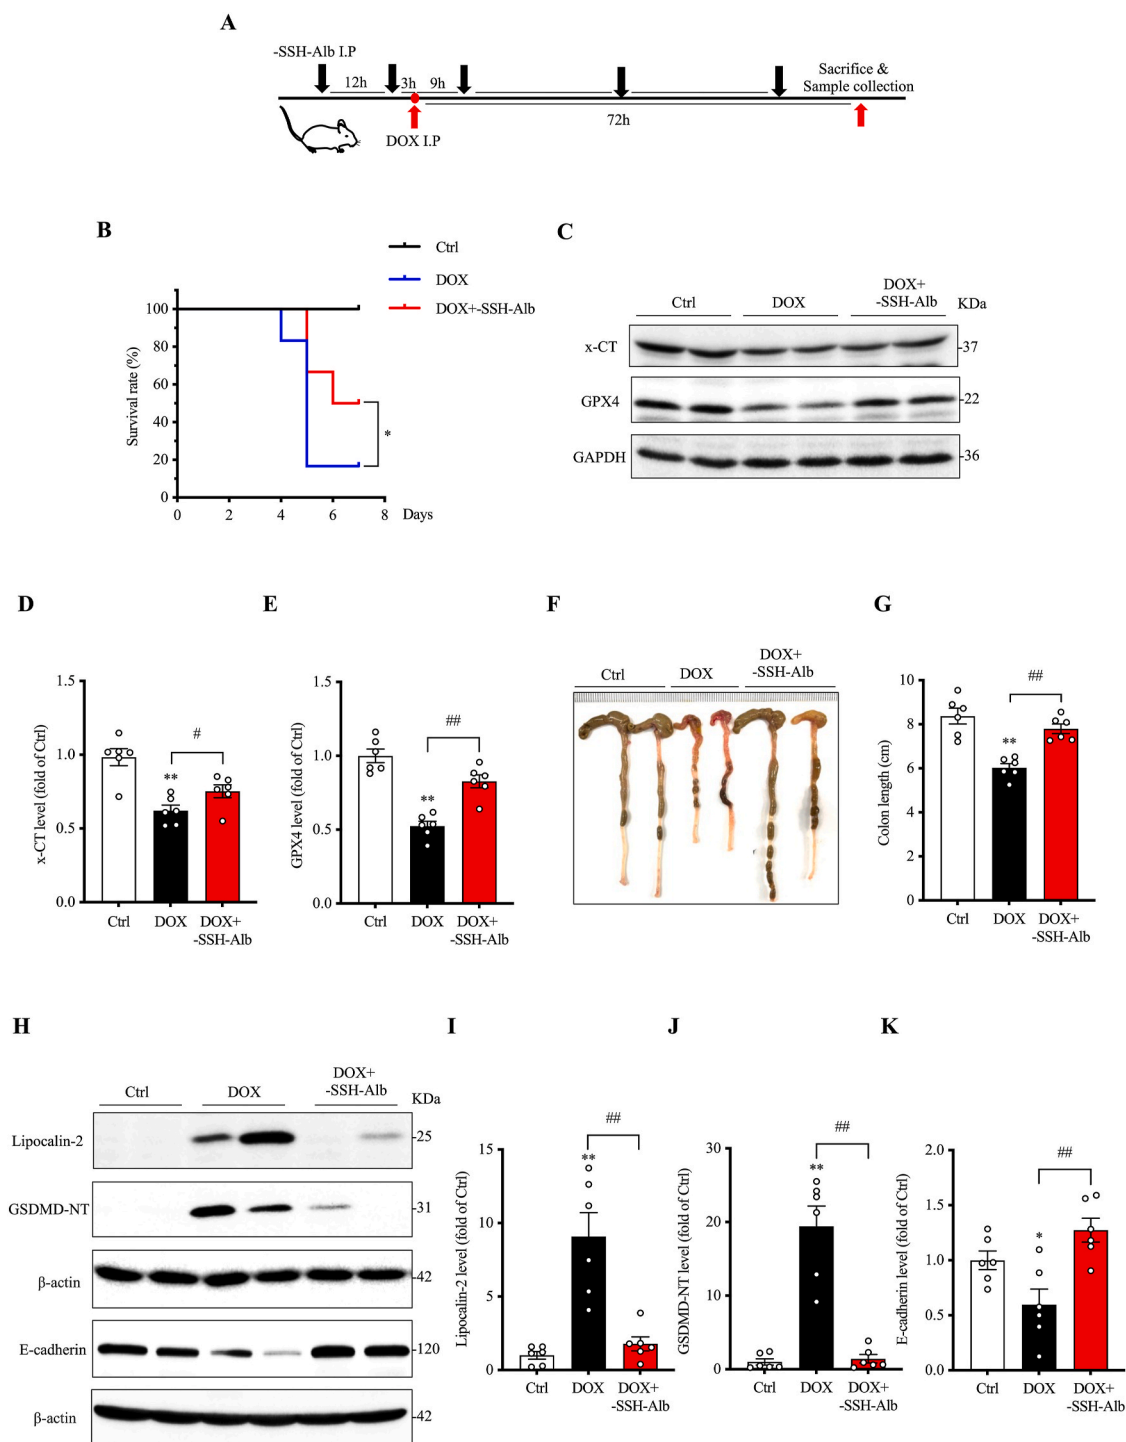 A
-SSH-Alb I.P
12h
3h
9h
Sacrifice &
Sample collection
72h
DOX I.P
B
Ctrl
DOX
DOX+-SSH-Alb
Survival rate (%)
100
80
60
40
20
0
*
0 2 4 6 8 Days
C
Ctrl
DOX
DOX+
-SSH-Alb
KDa
x-CT
-37
GPX4
-22
GAPDH
-36
D
x-CT level (fold of Ctrl)
1.5
1.0
0.5
0.0
#
**
Ctrl DOX DOX+
-SSH-Alb
E
GPX4 level (fold of Ctrl)
1.5
1.0
0.5
0.0
##
**
Ctrl DOX DOX+
-SSH-Alb
F
Ctrl
DOX
DOX+
-SSH-Alb
G
Colon length (cm)
10
8
6
4
2
0
##
**
Ctrl DOX DOX+
-SSH-Alb
H
Ctrl
DOX
DOX+
-SSH-Alb
KDa
Lipocalin-2
-25
GSDMD-NT
-31
β-actin
-42
E-cadherin
-120
β-actin
-42
I
Lipocalin-2 level (fold of Ctrl)
15
10
5
0
##
**
Ctrl DOX DOX+
-SSH-Alb
J
GSDMD-NT level (fold of Ctrl)
30
20
10
0
##
**
Ctrl DOX DOX+
-SSH-Alb
K
E-cadherin level (fold of Ctrl)
2.0
1.5
1.0
0.5
0.0
##
*
Ctrl DOX DOX+
-SSH-Alb